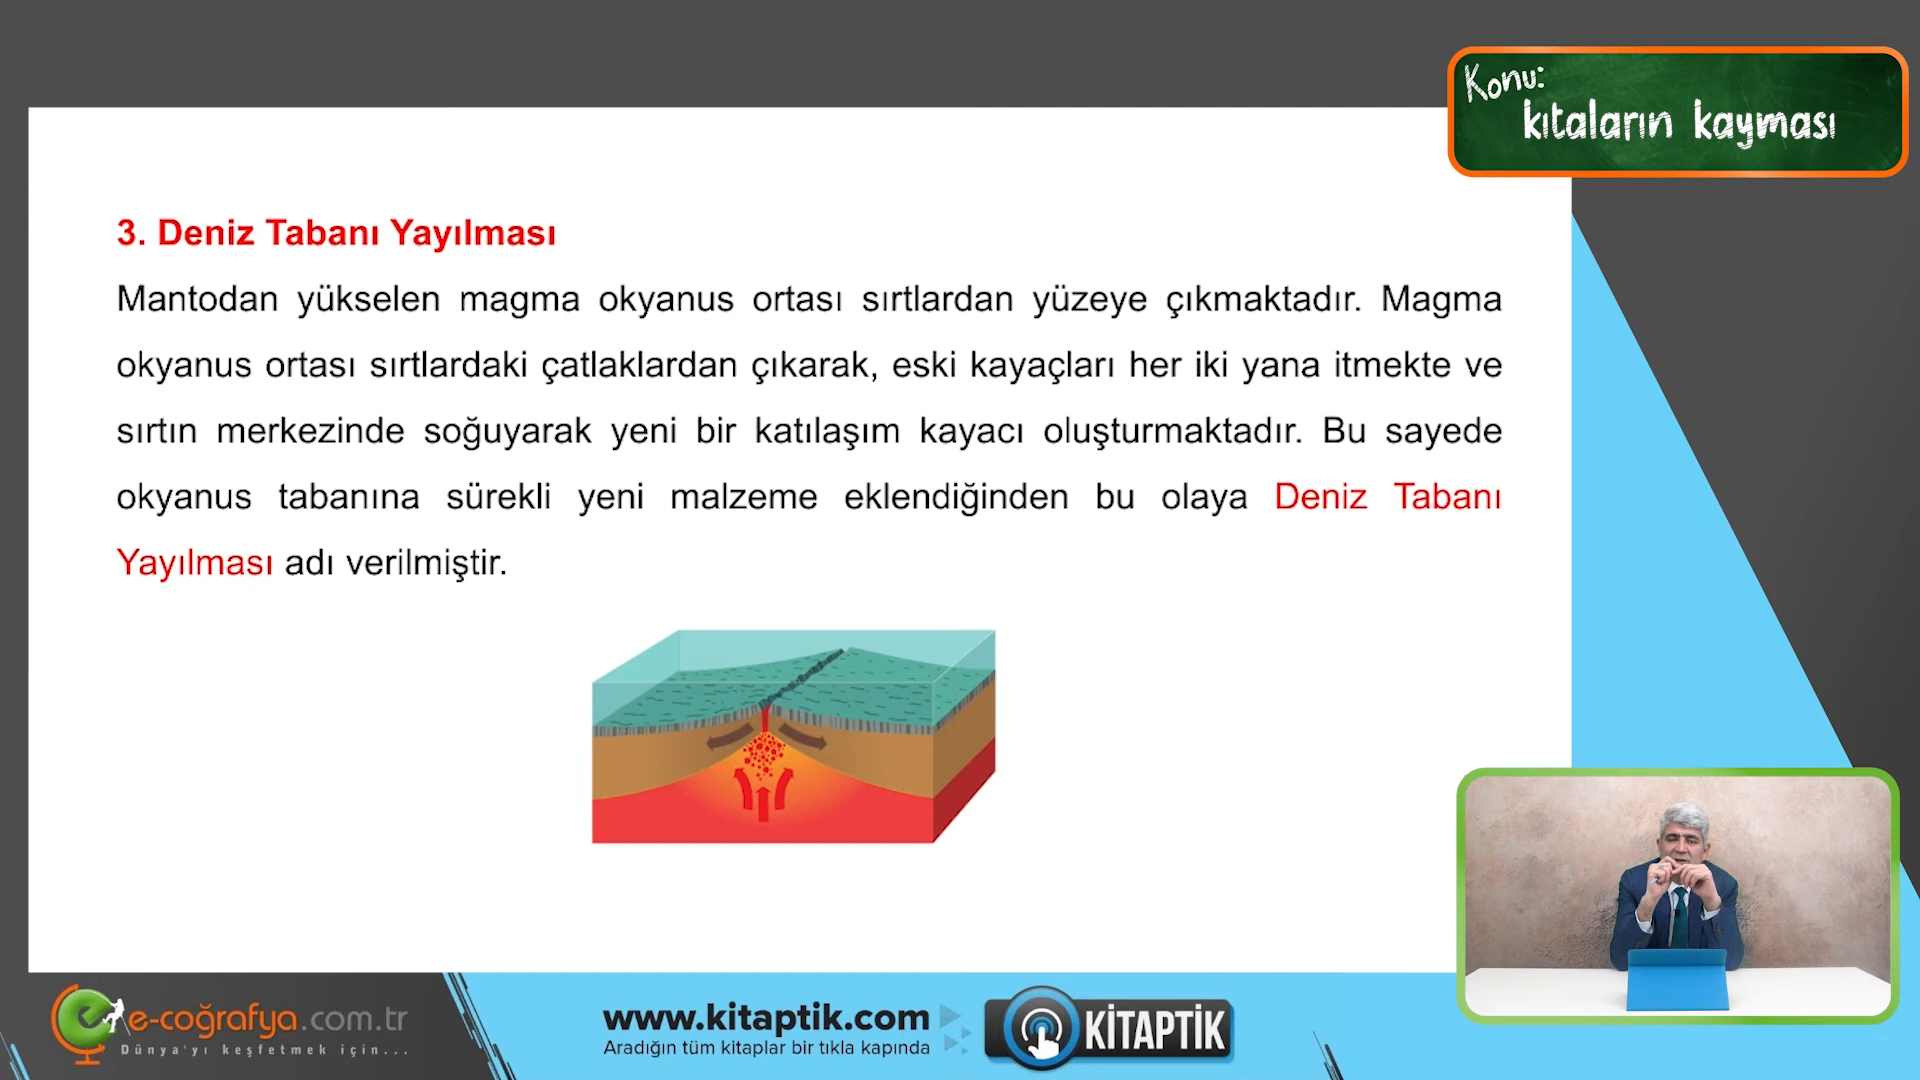 Konu:
kıtaların kayması
3. Deniz Tabanı Yayılması
Mantodan yükselen magma okyanus ortası sırtlardan yüzeye çıkmaktadır. Magma
okyanus ortası sırtlardaki çatlaklardan çıkarak, eski kayaçları her iki yana itmekte ve
sırtın merkezinde soğuyarak yeni bir katılaşım kayacı oluşturmaktadır. Bu sayede
okyanus tabanına sürekli yeni malzeme eklendiğinden bu olaya Deniz Tabanı
Yayılması adı verilmiştir.
e-coğrafya.com.tr
Dünya'yı keşfetmek için...
www.kitaptik.com
Aradığın tüm kitaplar bir tıkla kapında
KİTAPTİK